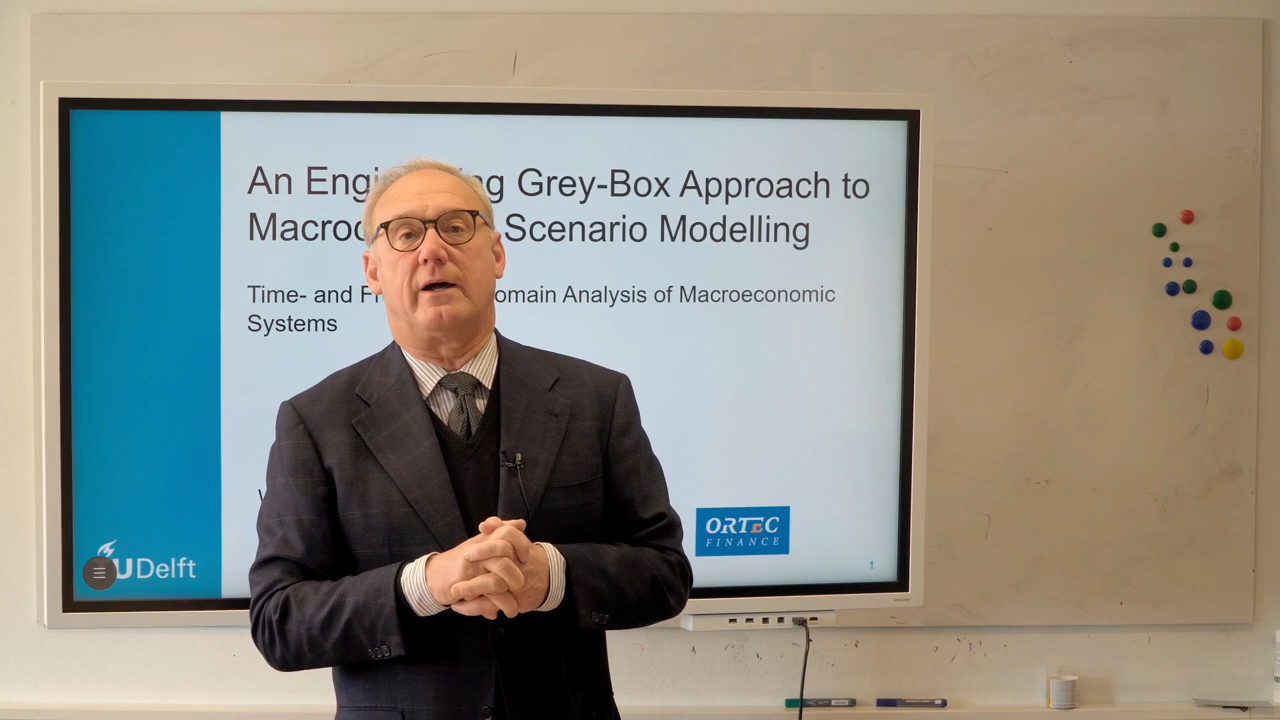 An Engi ng Grey-Box Approach to
Macroe Scenario Modelling
Time- and Fr omain Analysis of Macroeconomic
Systems
ORTEC
FINANCE
UDelft
1